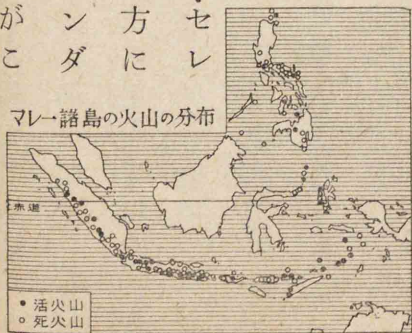 セレ
方に
ンダ
がこ
マレー諸島の火山の分布
赤道
● 活火山
○ 死火山